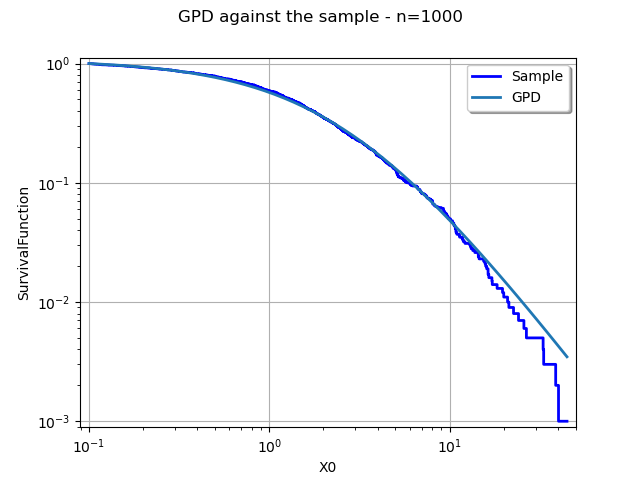 GPD against the sample - n=1000
Sample
GPD
SurvivalFunction
10⁰
10⁻¹
10⁻²
10⁻³
10⁻¹
10⁰
10¹
X0